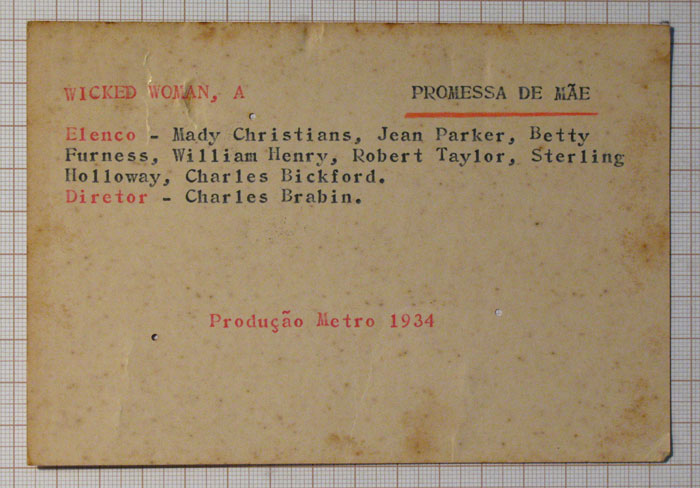 WICKED WOMAN, A PROMESSA DE MÃE
Elenco - Mady Christians, Jean Parker, Betty
Furness, William Henry, Robert Taylor, Sterling
Holloway, Charles Bickford.
Diretor - Charles Brabin.
Produção Metro 1934